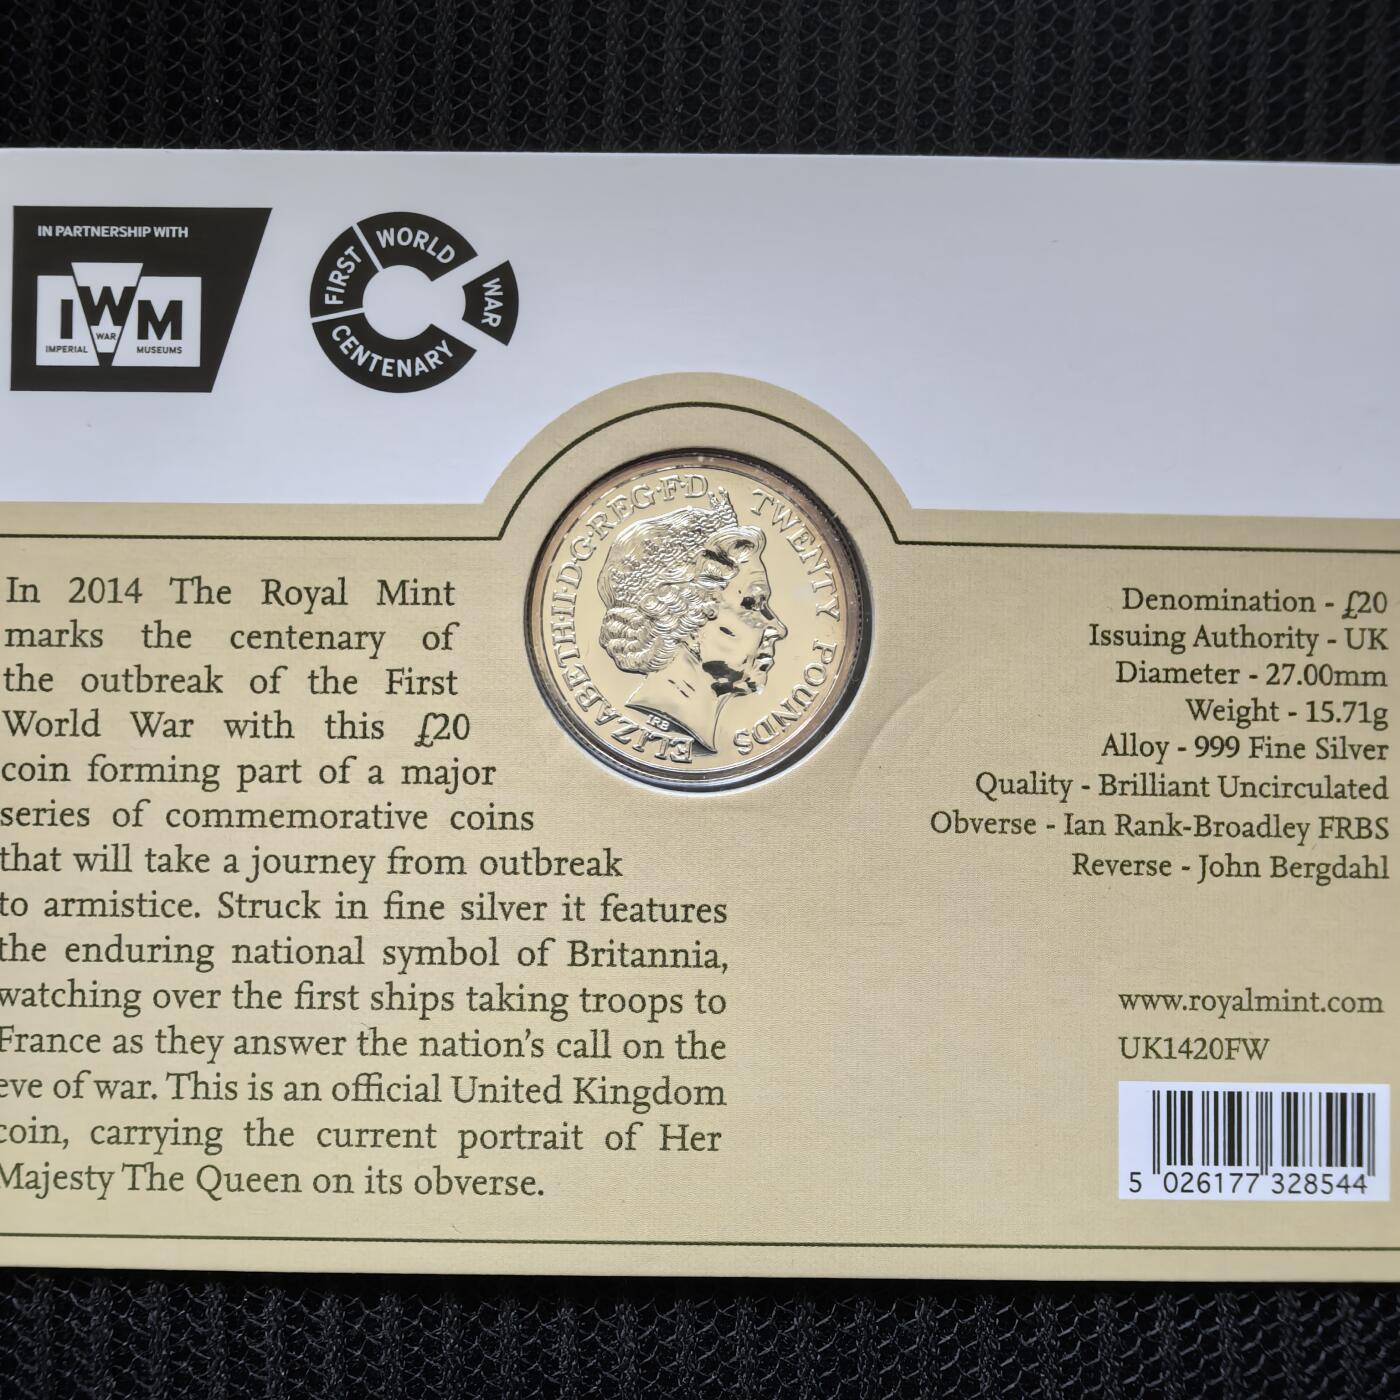 IN PARTNERSHIP WITH
IWM
IMPERIAL WAR MUSEUMS
FIRST WORLD WAR CENTENARY
ELIZABETH·II·D·G·REG·F·D
TWENTY POUNDS
IRB
In 2014 The Royal Mint
marks the centenary of
the outbreak of the First
World War with this £20
coin forming part of a major
series of commemorative coins
that will take a journey from outbreak
to armistice. Struck in fine silver it features
the enduring national symbol of Britannia,
watching over the first ships taking troops to
France as they answer the nation's call on the
eve of war. This is an official United Kingdom
coin, carrying the current portrait of Her
Majesty The Queen on its obverse.
Denomination - £20
Issuing Authority - UK
Diameter - 27.00mm
Weight - 15.71g
Alloy - 999 Fine Silver
Quality - Brilliant Uncirculated
Obverse - Ian Rank-Broadley FRBS
Reverse - John Bergdahl
www.royalmint.com
UK1420FW
5 026177 328544